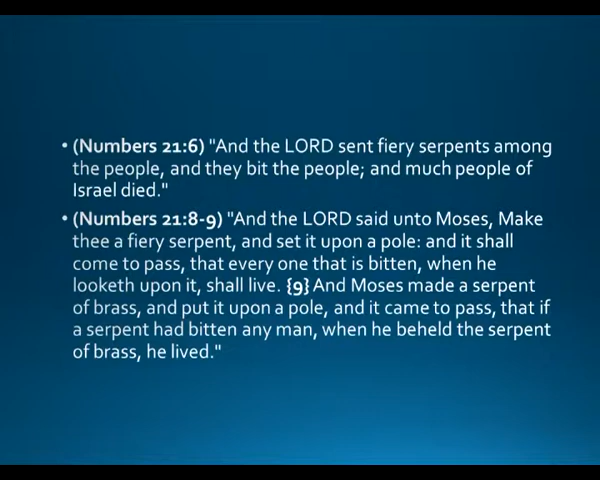 • (Numbers 21:6) "And the LORD sent fiery serpents among
the people, and they bit the people; and much people of
Israel died."
• (Numbers 21:8-9) "And the LORD said unto Moses, Make
thee a fiery serpent, and set it upon a pole: and it shall
come to pass, that every one that is bitten, when he
looketh upon it, shall live. {9} And Moses made a serpent
of brass, and put it upon a pole, and it came to pass, that if
a serpent had bitten any man, when he beheld the serpent
of brass, he lived."